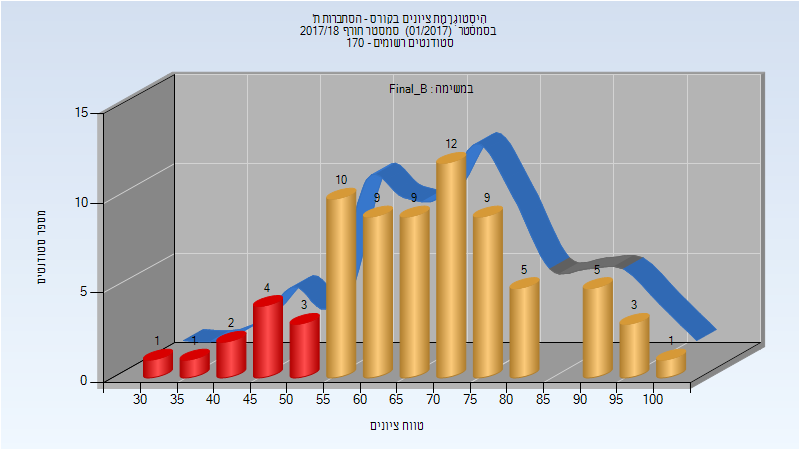 היסטוגרמת ציונים בקורס - הסתברות ת'
בסמסטר (01/2017) סמסטר חורף 2017/18
סטודנטים רשומים - 170
במשימה : Final_B
מספר סטודנטים
15
10
5
0
1
1
2
4
3
10
9
9
12
9
5
5
3
1
30 35 40 45 50 55 60 65 70 75 80 85 90 95 100
טווח ציונים